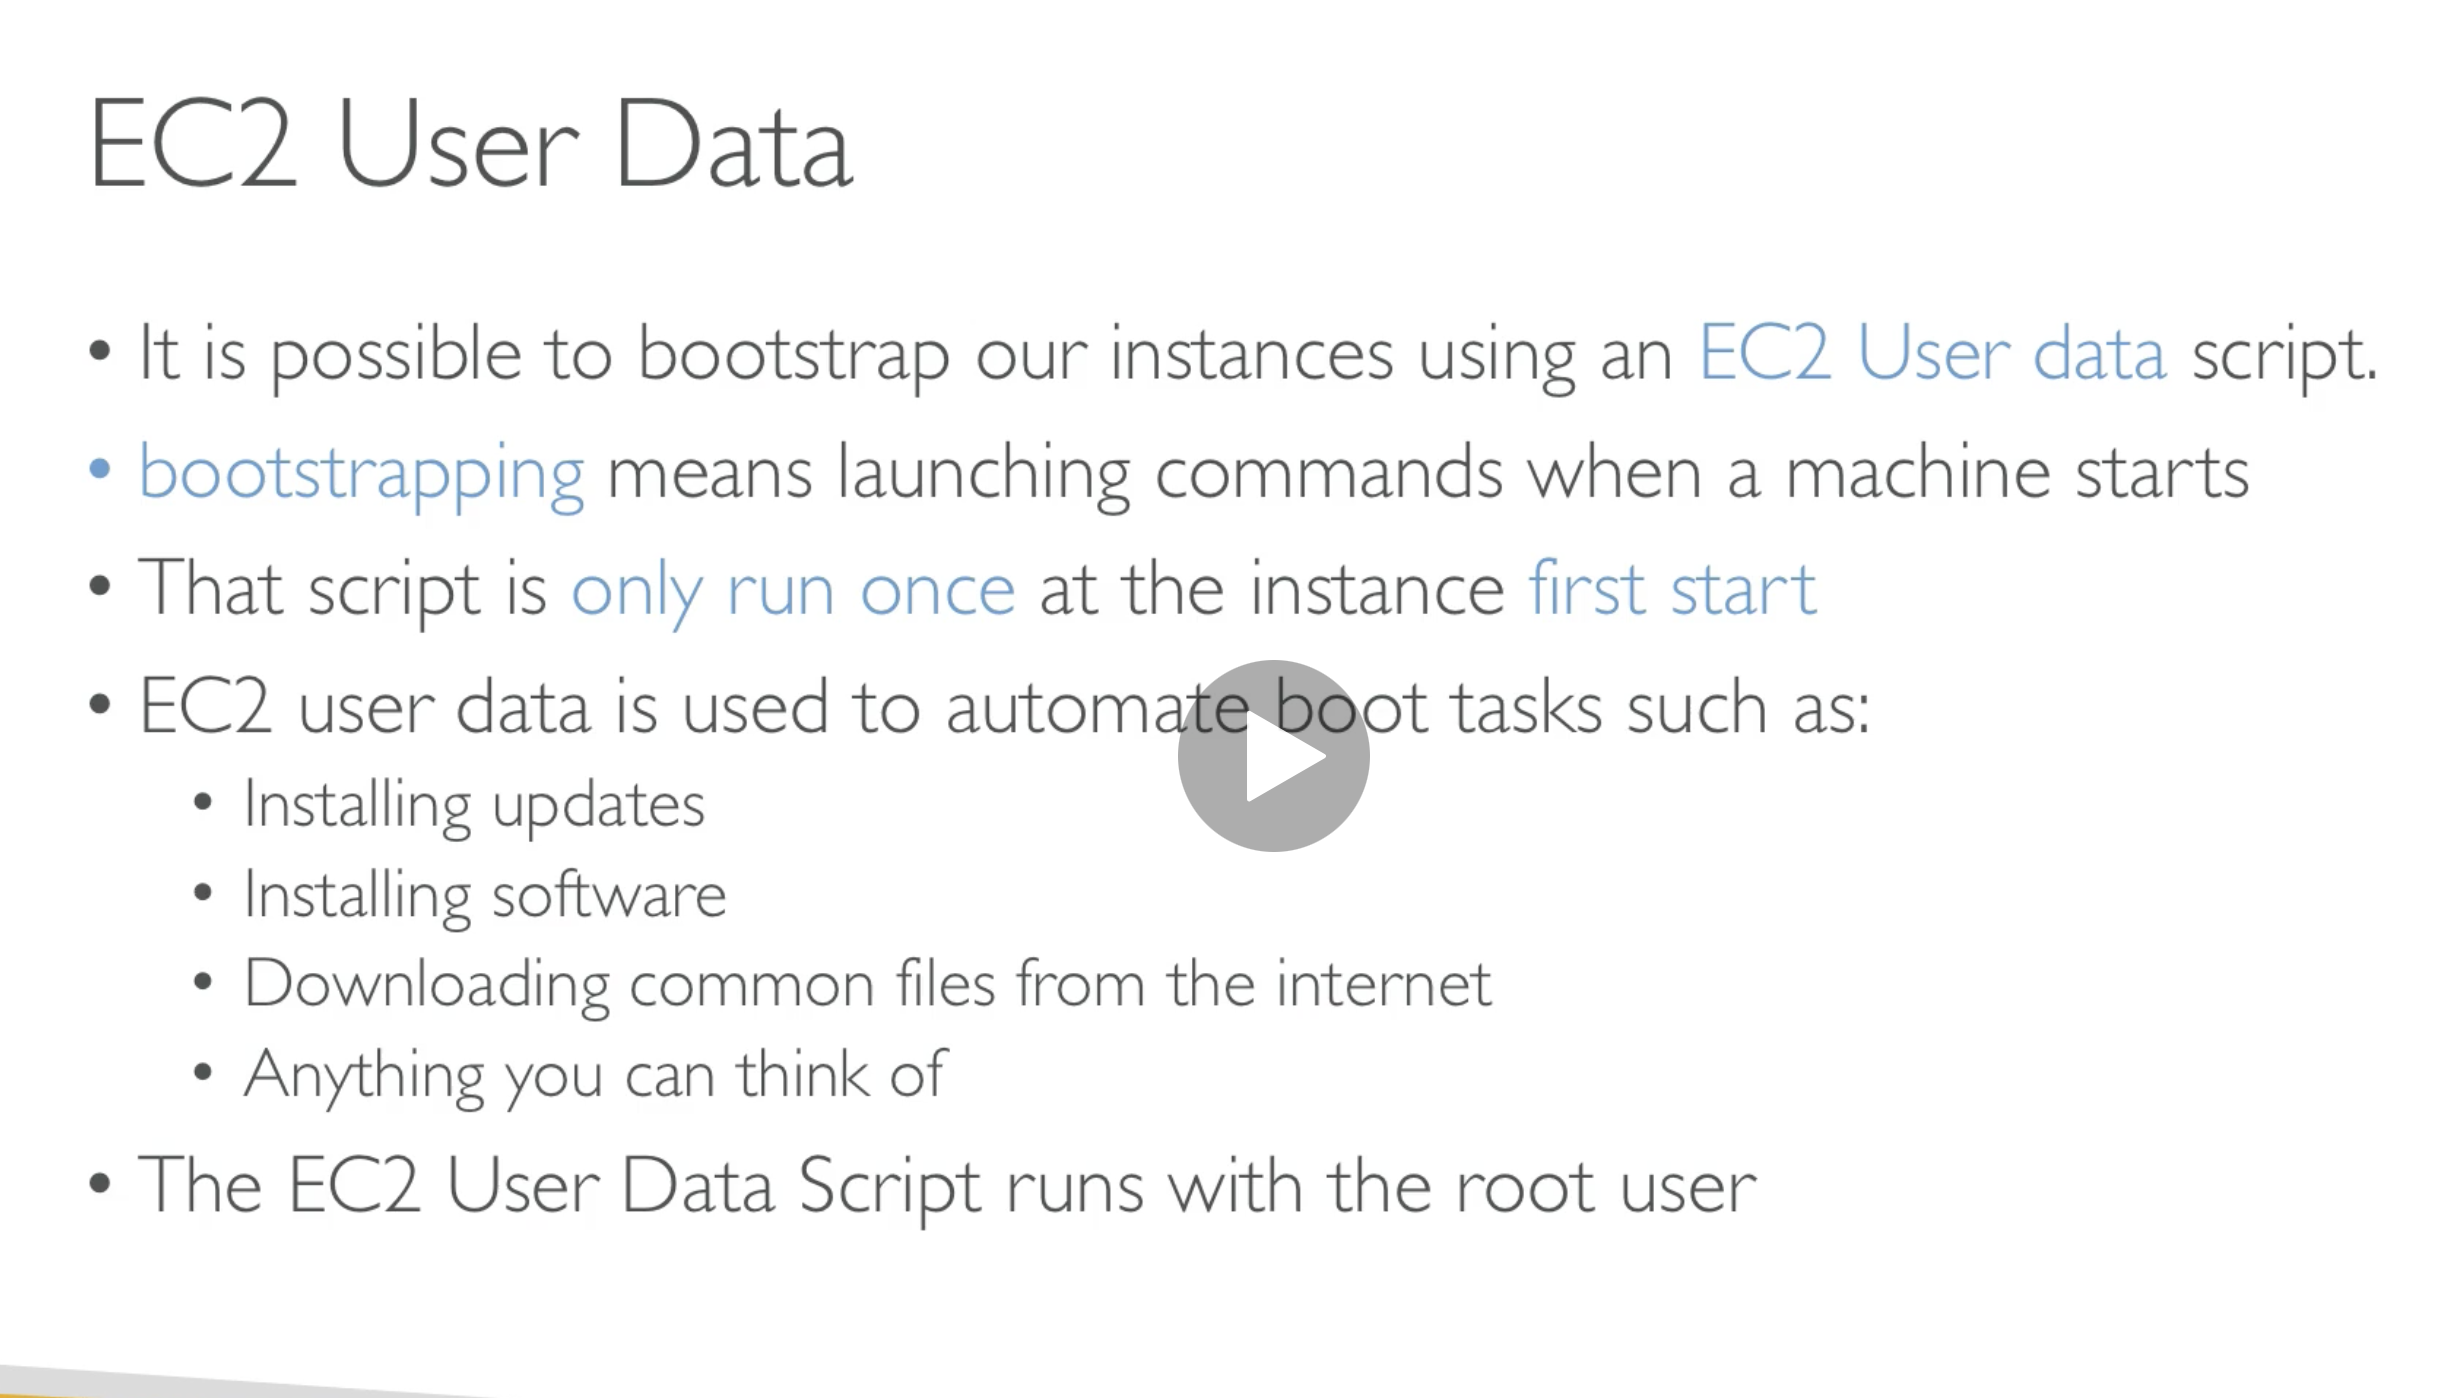 EC2 User Data
• It is possible to bootstrap our instances using an EC2 User data script.
• bootstrapping means launching commands when a machine starts
• That script is only run once at the instance first start
• EC2 user data is used to automate boot tasks such as:
• Installing updates
• Installing software
• Downloading common files from the internet
• Anything you can think of
• The EC2 User Data Script runs with the root user